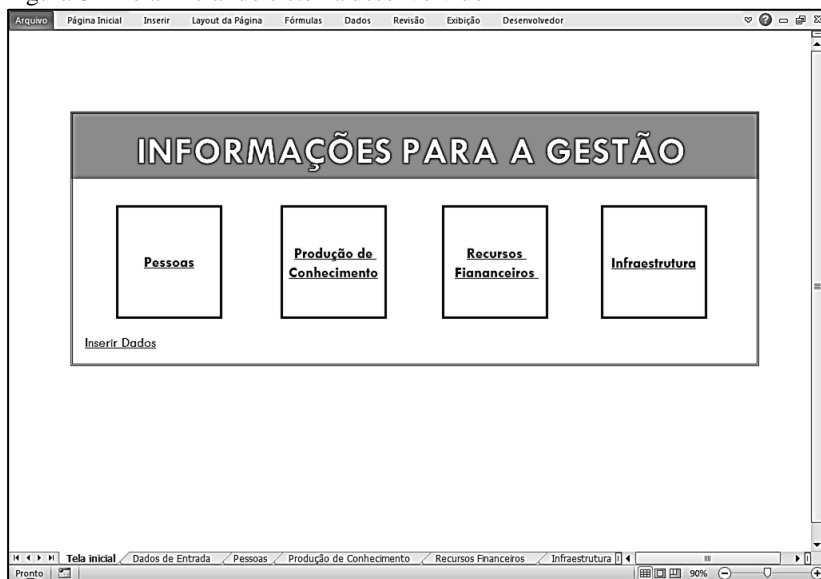 Arquivo Página Inicial Inserir Layout da Página Fórmulas Dados Revisão Exibição Desenvolvedor
INFORMAÇÕES PARA A GESTÃO
Pessoas
Produção de
Conhecimento
Recursos
Fiananceiros
Infraestrutura
Inserir Dados
Tela inicial Dados de Entrada Pessoas Produção de Conhecimento Recursos Financeiros Infraestrutura
Pronto 90%